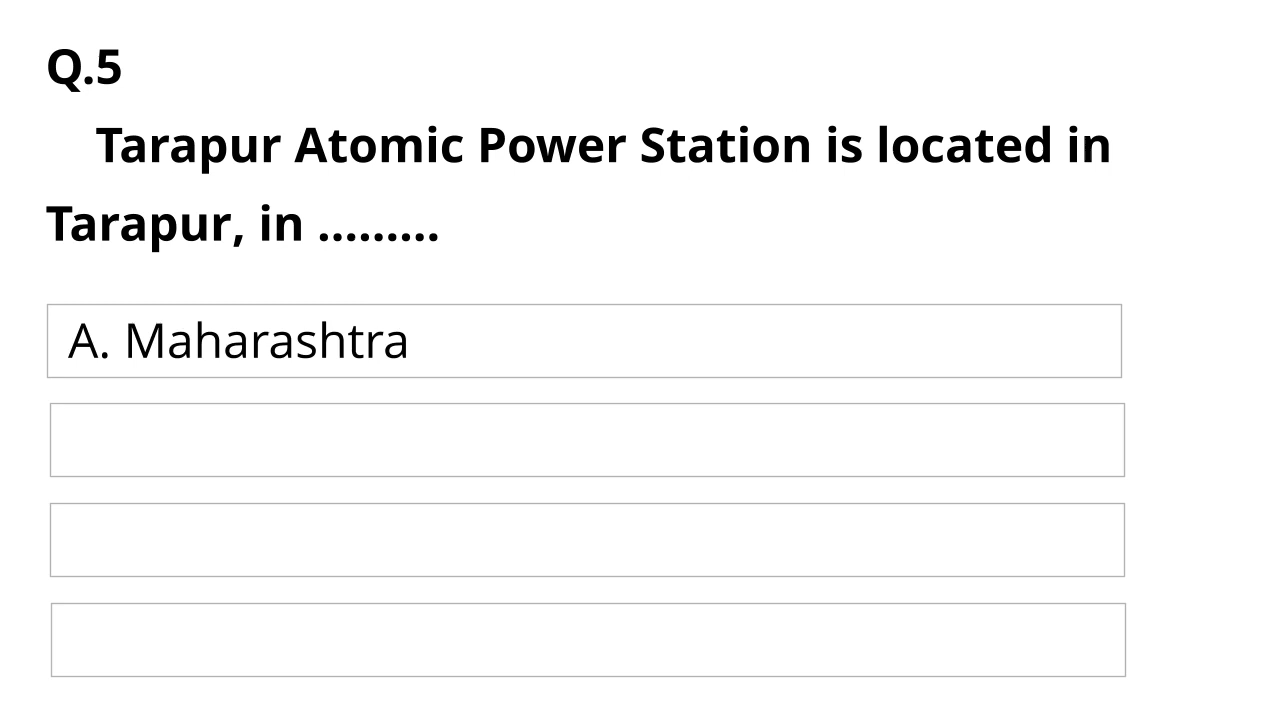 Q.5
Tarapur Atomic Power Station is located in
Tarapur, in .........
A. Maharashtra